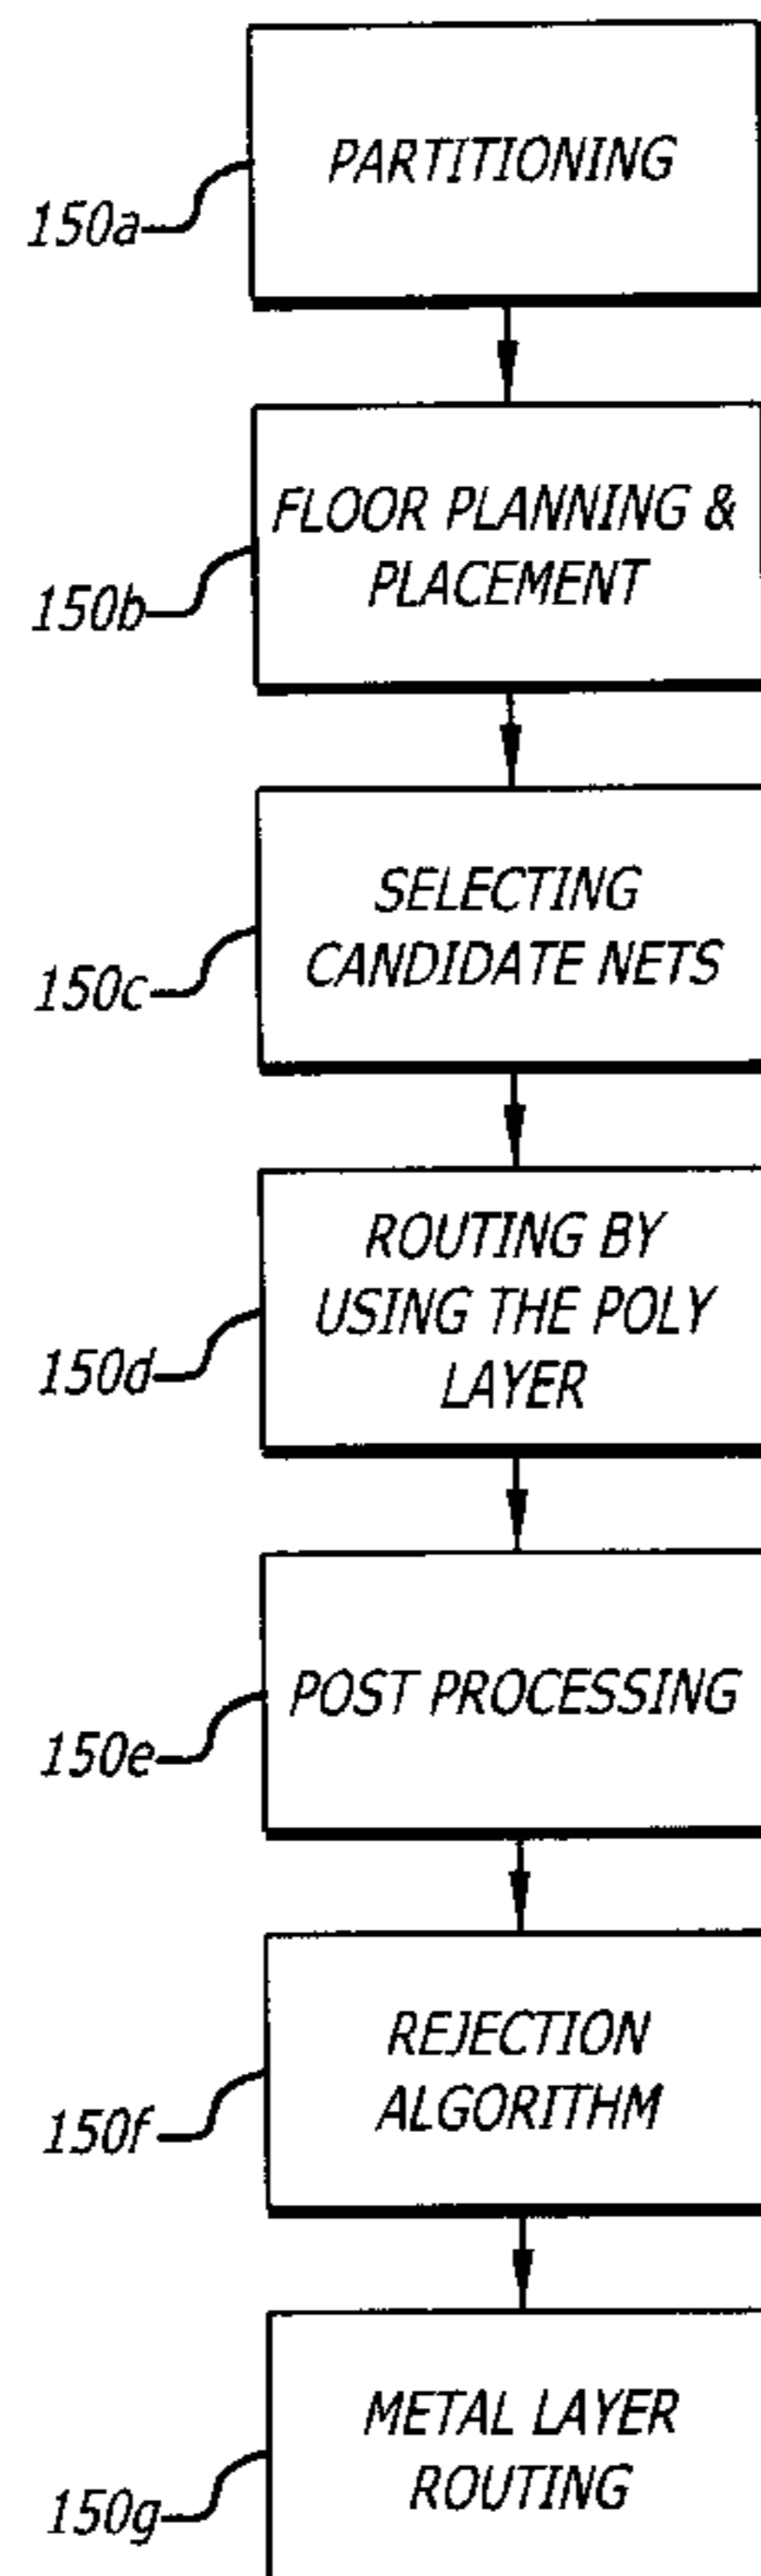 PARTITIONING
150a
FLOOR PLANNING &
PLACEMENT
150b
SELECTING
CANDIDATE NETS
150c
ROUTING BY
USING THE POLY
LAYER
150d
POST PROCESSING
150e
REJECTION
ALGORITHM
150f
METAL LAYER
ROUTING
150g